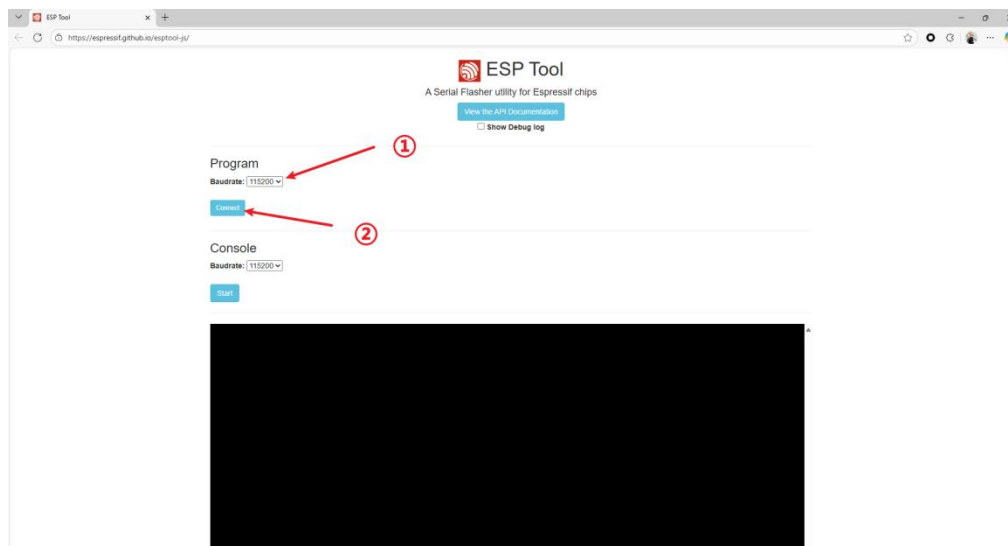 ESP Tool
https://espressif.github.io/esptool-js/
ESP Tool
A Serial Flasher utility for Espressif chips
View the API Documentation
Show Debug log
①
Program
Baudrate: 115200
Connect
②
Console
Baudrate: 115200
Start